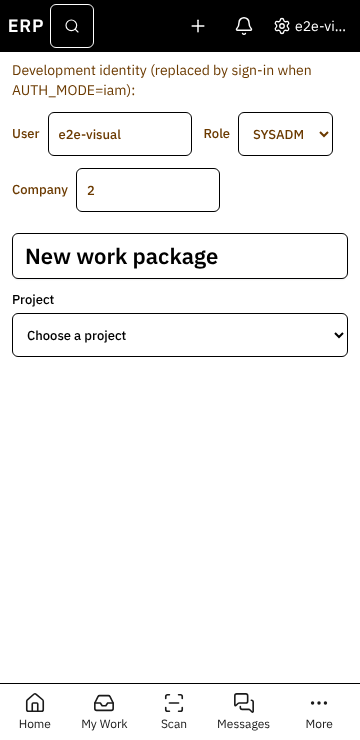 ERP e2e-vi...
Development identity (replaced by sign-in when
AUTH_MODE=iam):
User e2e-visual Role SYSADM
Company 2
New work package
Project
Choose a project
Home My Work Scan Messages More